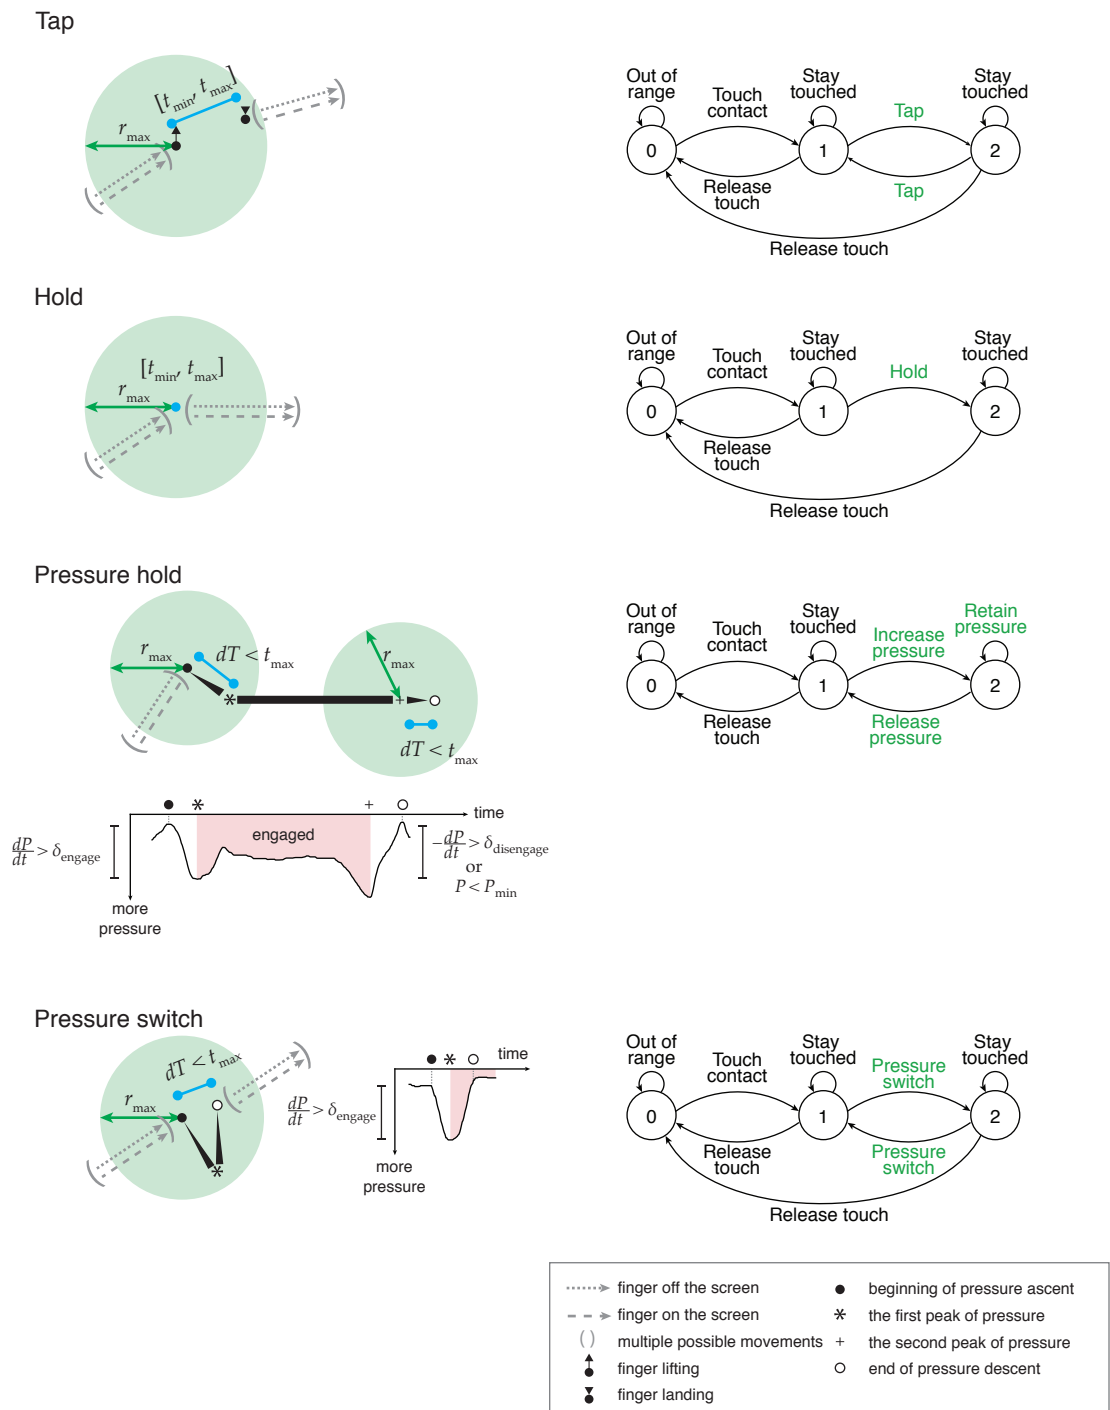 Tap
[t_min, t_max]
r_max
Out of
range
Touch
contact
Stay
touched
Tap
Stay
touched
0
1
2
Release
touch
Tap
Release touch
Hold
[t_min, t_max]
r_max
Out of
range
Touch
contact
Stay
touched
Hold
Stay
touched
0
1
2
Release
touch
Release touch
Pressure hold
r_max
dT < t_max
r_max
dT < t_max
Out of
range
Touch
contact
Stay
touched
Increase
pressure
Retain
pressure
0
1
2
Release
touch
Release
pressure
time
engaged
dP/dt > δ_engage
-dP/dt > δ_disengage
or
P < P_min
more
pressure
Pressure switch
dT < t_max
r_max
time
dP/dt > δ_engage
more
pressure
Out of
range
Touch
contact
Stay
touched
Pressure
switch
Stay
touched
0
1
2
Release
touch
Pressure
switch
Release touch
finger off the screen
finger on the screen
( ) multiple possible movements
finger lifting
finger landing
beginning of pressure ascent
* the first peak of pressure
+ the second peak of pressure
end of pressure descent